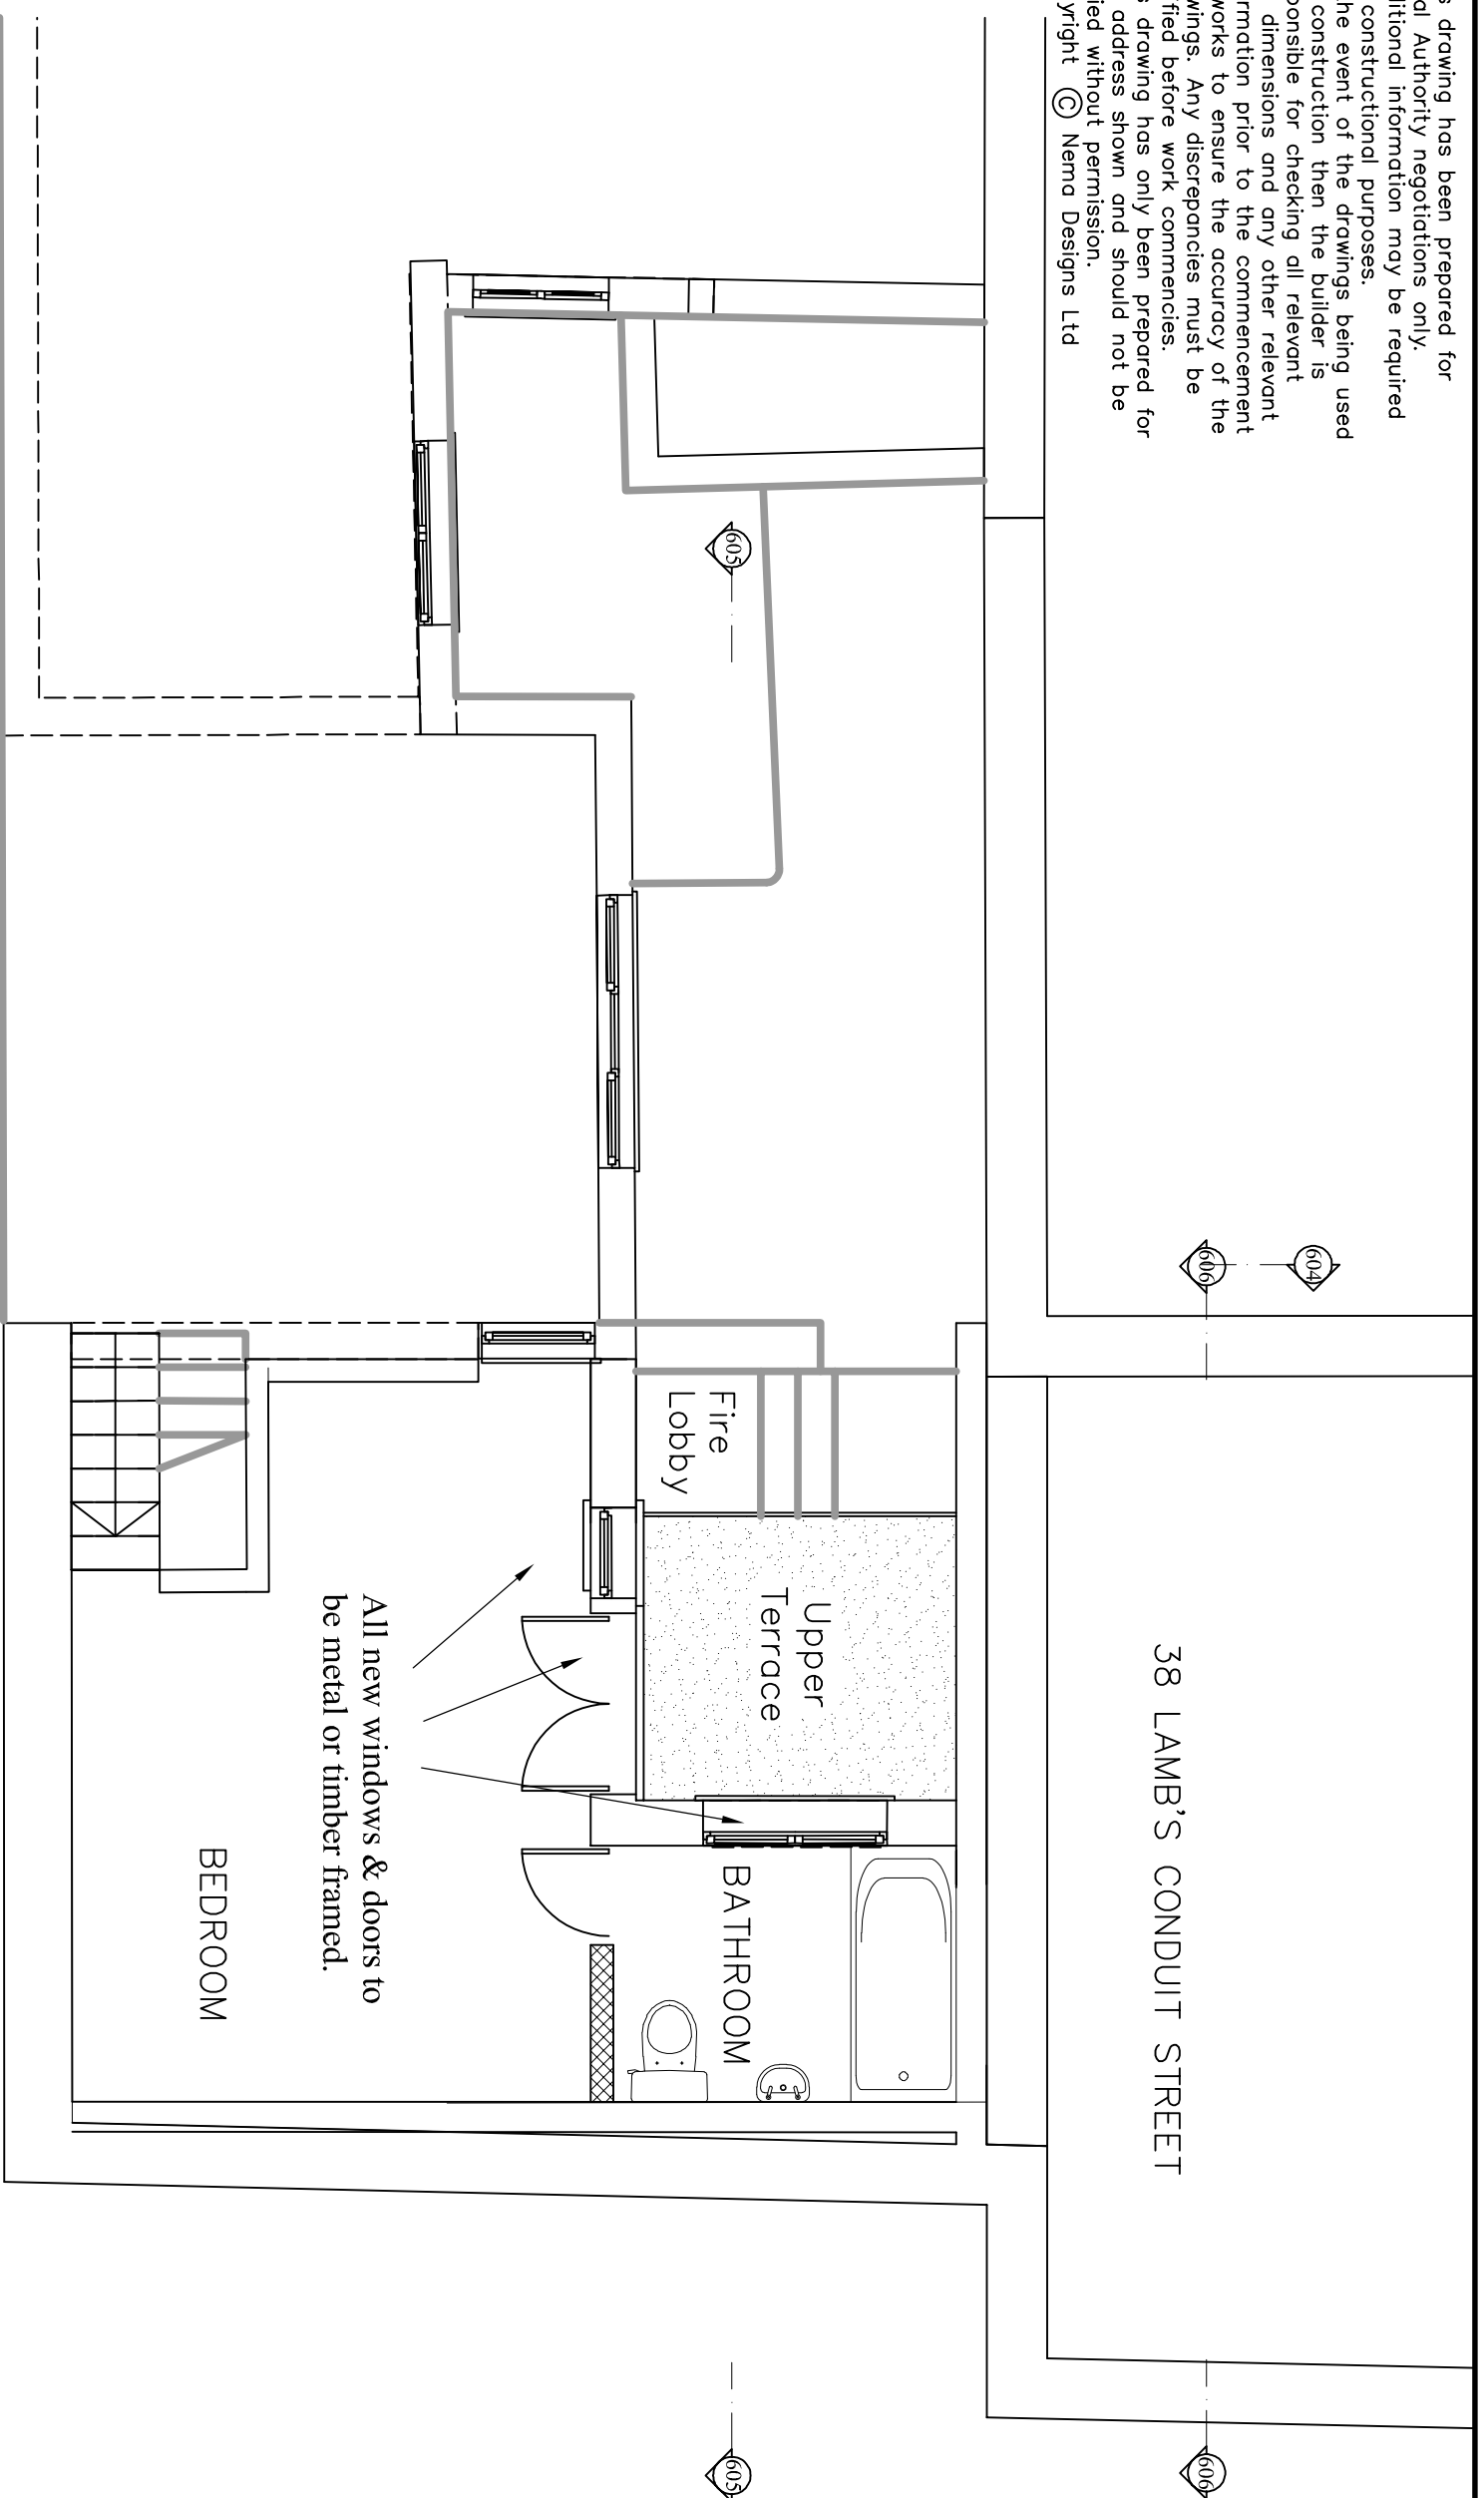 s drawing has been prepared for
al Authority negotiations only.
ditional information may be required
constructional purposes.
he event of the drawings being used
construction then the builder is
ponsible for checking all relevant
dimensions and any other relevant
rmation prior to the commencement
works to ensure the accuracy of the
wings. Any discrepancies must be
fied before work commencies.
s drawing has only been prepared for
address shown and should not be
ied without permission.
yright © Nema Designs Ltd
604
606
606
38 LAMB'S CONDUIT STREET
605
605
Fire
Lobby
Upper
Terrace
BATHROOM
All new windows & doors to
be metal or timber framed.
BEDROOM